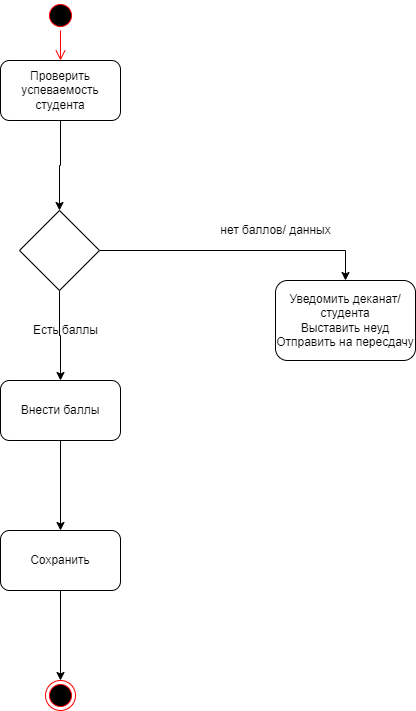 Проверить
успеваемость
студента
нет баллов/ данных
Уведомить деканат/
студента
Выставить неуд
Отправить на пересдачу
Есть баллы
Внести баллы
Сохранить